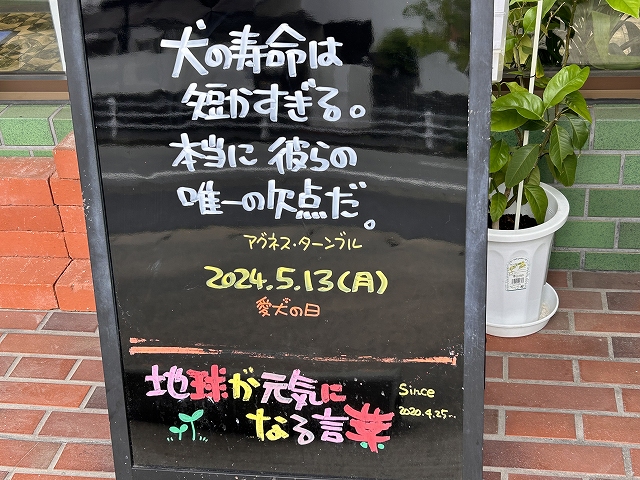 犬の寿命は
短かすぎる。
本当に彼らの
唯一の欠点だ。
アグネス・ターンブル
2024.5.13(月)
愛犬の日
地球が元気に
なる言葉
Since
2020.4.25〜